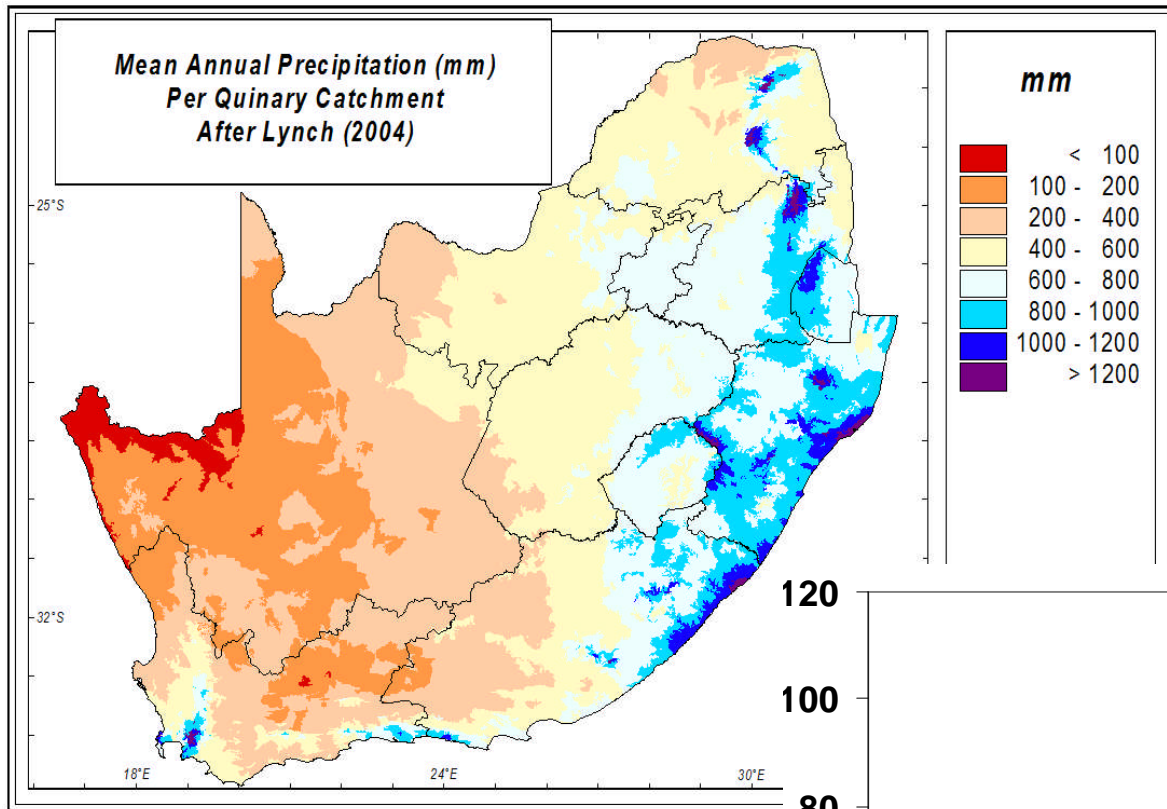 Mean Annual Precipitation (mm)
Per Quinary Catchment
After Lynch (2004)
mm
< 100
100 - 200
200 - 400
400 - 600
600 - 800
800 - 1000
1000 - 1200
> 1200
25°S
32°S
18°E
24°E
30°E
120
100
80